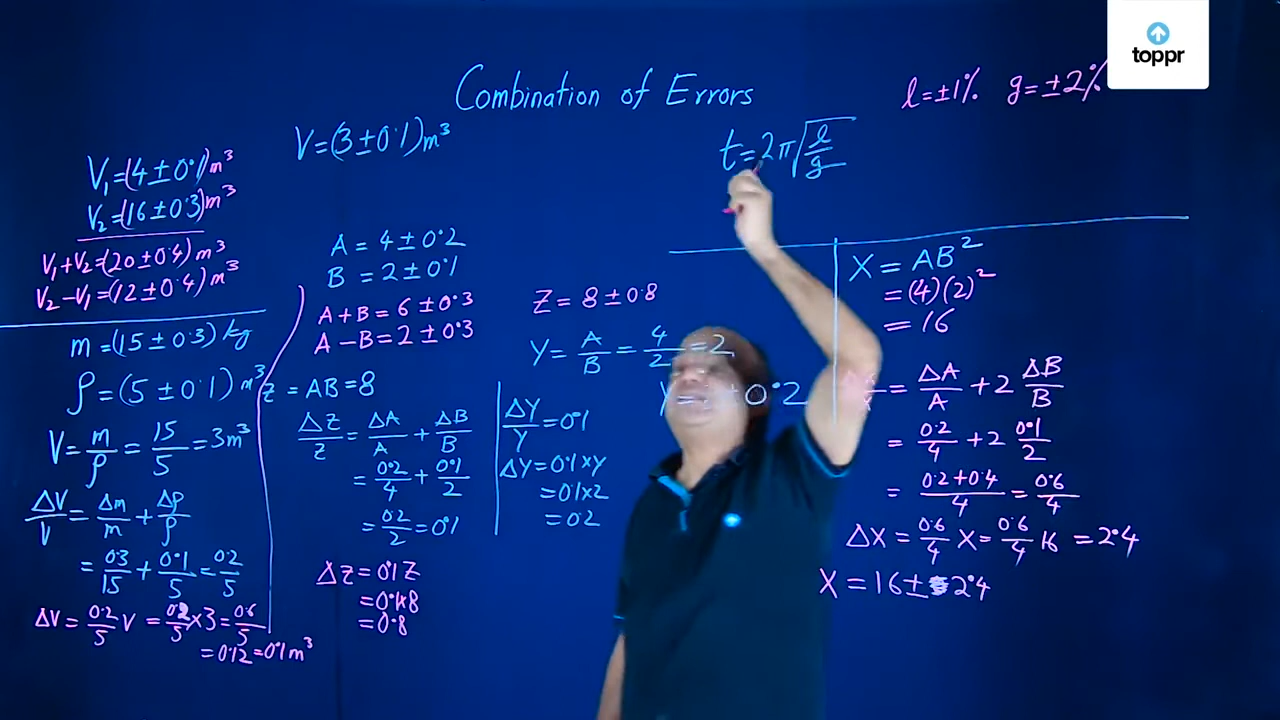 toppr
Combination of Errors
l=±1% g=±2%
V=(3±0.1)m³
t=2π√(l/g)
V₁=(4±0.1)m³
V₂=(16±0.3)m³
V₁+V₂=(20±0.4)m³
V₂−V₁=(12±0.4)m³
m=(15±0.3)kg
ρ=(5±0.1)m³
V=m/ρ=15/5=3m³
ΔV/V=Δm/m+Δρ/ρ
=0.3/15+0.1/5=0.2/5
ΔV=0.2/5 V=0.2/5×3=0.6/5
=0.12=0.1m³
A=4±0.2
B=2±0.1
A+B=6±0.3
A−B=2±0.3
Z=AB=8
ΔZ/Z=ΔA/A+ΔB/B
=0.2/4+0.1/2
=0.2/2=0.1
ΔZ=0.1Z
=0.1×8
=0.8
Z=8±0.8
Y=A/B=4/2=2
±0.2
ΔY/Y=0.1
ΔY=0.1×Y
=0.1×2
=0.2
X=AB²
=(4)(2)²
=16
=ΔA/A+2 ΔB/B
=0.2/4+2 0.1/2
=0.2+0.4/4=0.6/4
ΔX=0.6/4 X=0.6/4 16=2.4
X=16±2.4